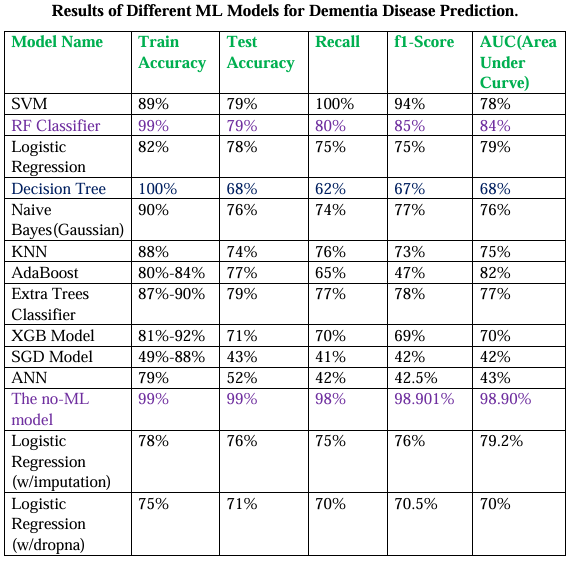 Results of Different ML Models for Dementia Disease Prediction.
Model Name Train Accuracy Test Accuracy Recall f1-Score AUC(Area Under Curve)
SVM 89% 79% 100% 94% 78%
RF Classifier 99% 79% 80% 85% 84%
Logistic Regression 82% 78% 75% 75% 79%
Decision Tree 100% 68% 62% 67% 68%
Naive Bayes(Gaussian) 90% 76% 74% 77% 76%
KNN 88% 74% 76% 73% 75%
AdaBoost 80%-84% 77% 65% 47% 82%
Extra Trees Classifier 87%-90% 79% 77% 78% 77%
XGB Model 81%-92% 71% 70% 69% 70%
SGD Model 49%-88% 43% 41% 42% 42%
ANN 79% 52% 42% 42.5% 43%
The no-ML model 99% 99% 98% 98.901% 98.90%
Logistic Regression (w/imputation) 78% 76% 75% 76% 79.2%
Logistic Regression (w/dropna) 75% 71% 70% 70.5% 70%